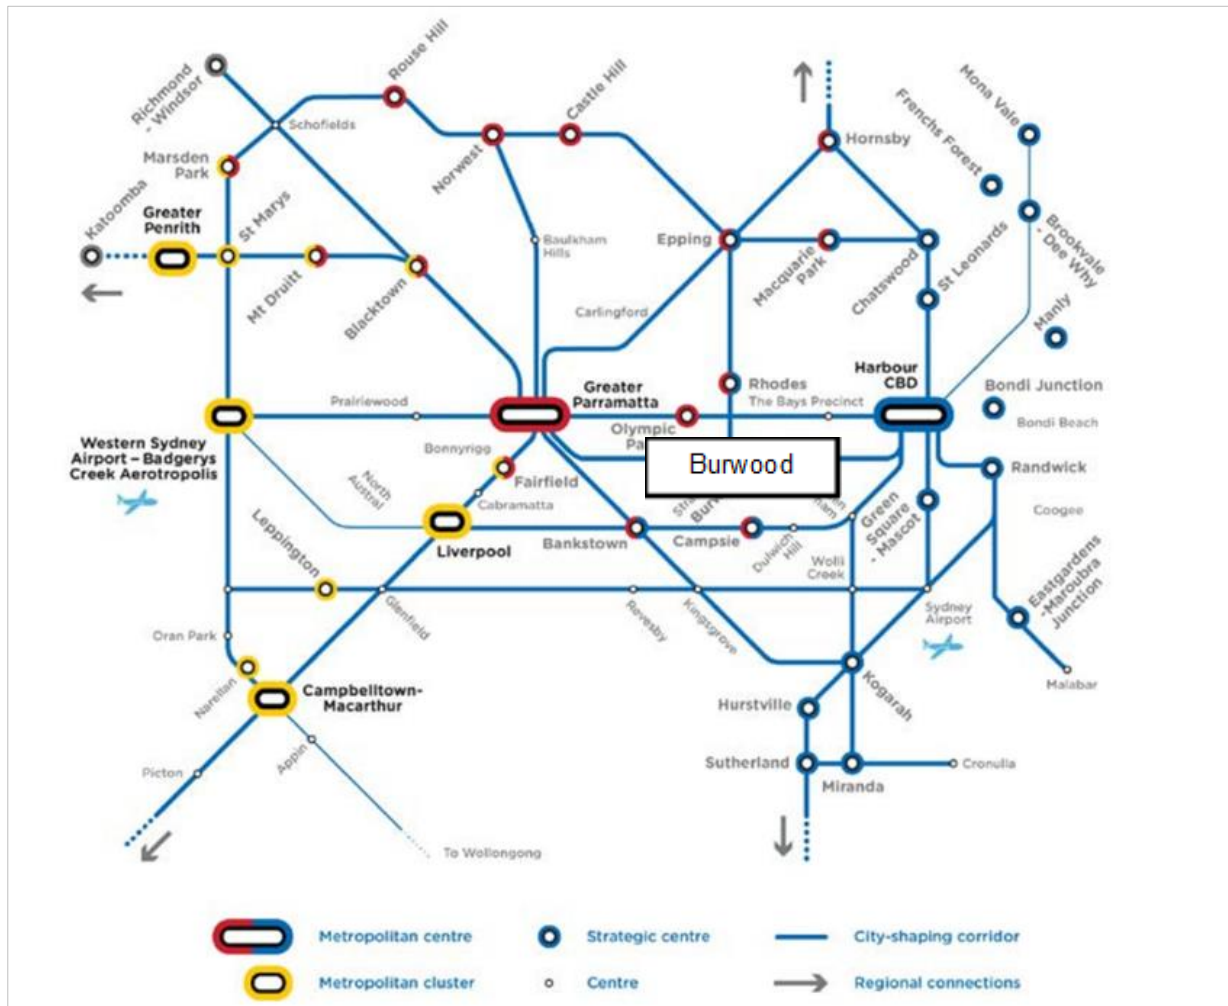 Rouse Hill
Richmond
- Windsor
Castle Hill
Mona Vale
Frenchs Forest
Schofields
Hornsby
Marsden
Park
Norwest
Katoomba
Greater
Penrith
St Marys
Baulkham
Hills
Epping
Macquarie
Park
Chatswood
St Leonards
Brookvale
- Dee Why
Mt Druitt
Blacktown
Carlingford
Manly
Harbour
CBD
Prairiewood
Greater
Parramatta
Rhodes
The Bays Precinct
Bondi Junction
Bondi Beach
Olympic
Western Sydney
Airport – Badgerys
Creek Aerotropolis
Bonnyrigg
Fairfield
Burwood
Randwick
North
Austral
Cabramatta
Coogee
Leppington
Liverpool
Bankstown
Campsie
Dulwich
Hill
Green
Square
- Mascot
Wolli
Creek
Eastgardens
-Maroubra
Junction
Glenfield
Revesby
Kingsgrove
Sydney
Airport
Oran Park
Narellan
Campbelltown-
Macarthur
Kogarah
Malabar
Hurstville
Picton
Appin
Sutherland
Miranda
Cronulla
To Wollongong
Metropolitan centre
Strategic centre
City-shaping corridor
Metropolitan cluster
Centre
Regional connections